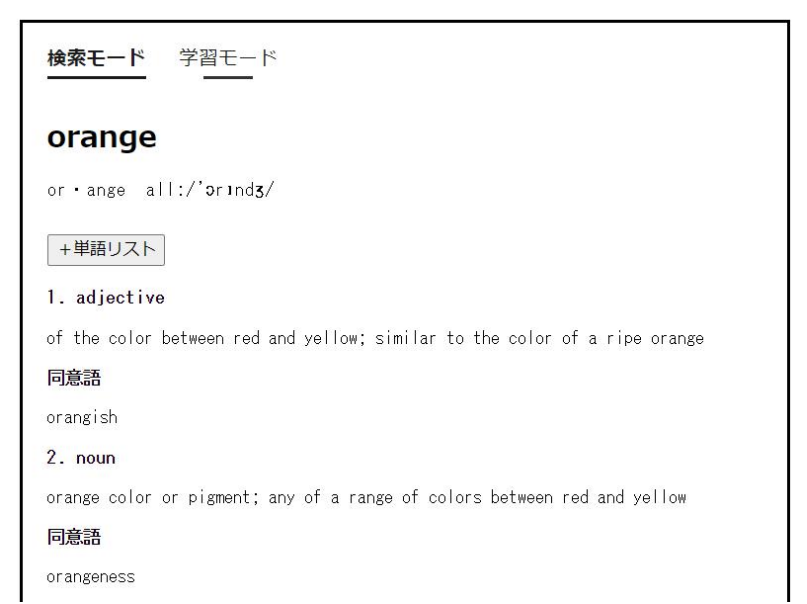 検索モード 学習モード
orange
or・ange all:/'ɔrɪndʒ/
+単語リスト
1. adjective
of the color between red and yellow; similar to the color of a ripe orange
同意語
orangish
2. noun
orange color or pigment; any of a range of colors between red and yellow
同意語
orangeness